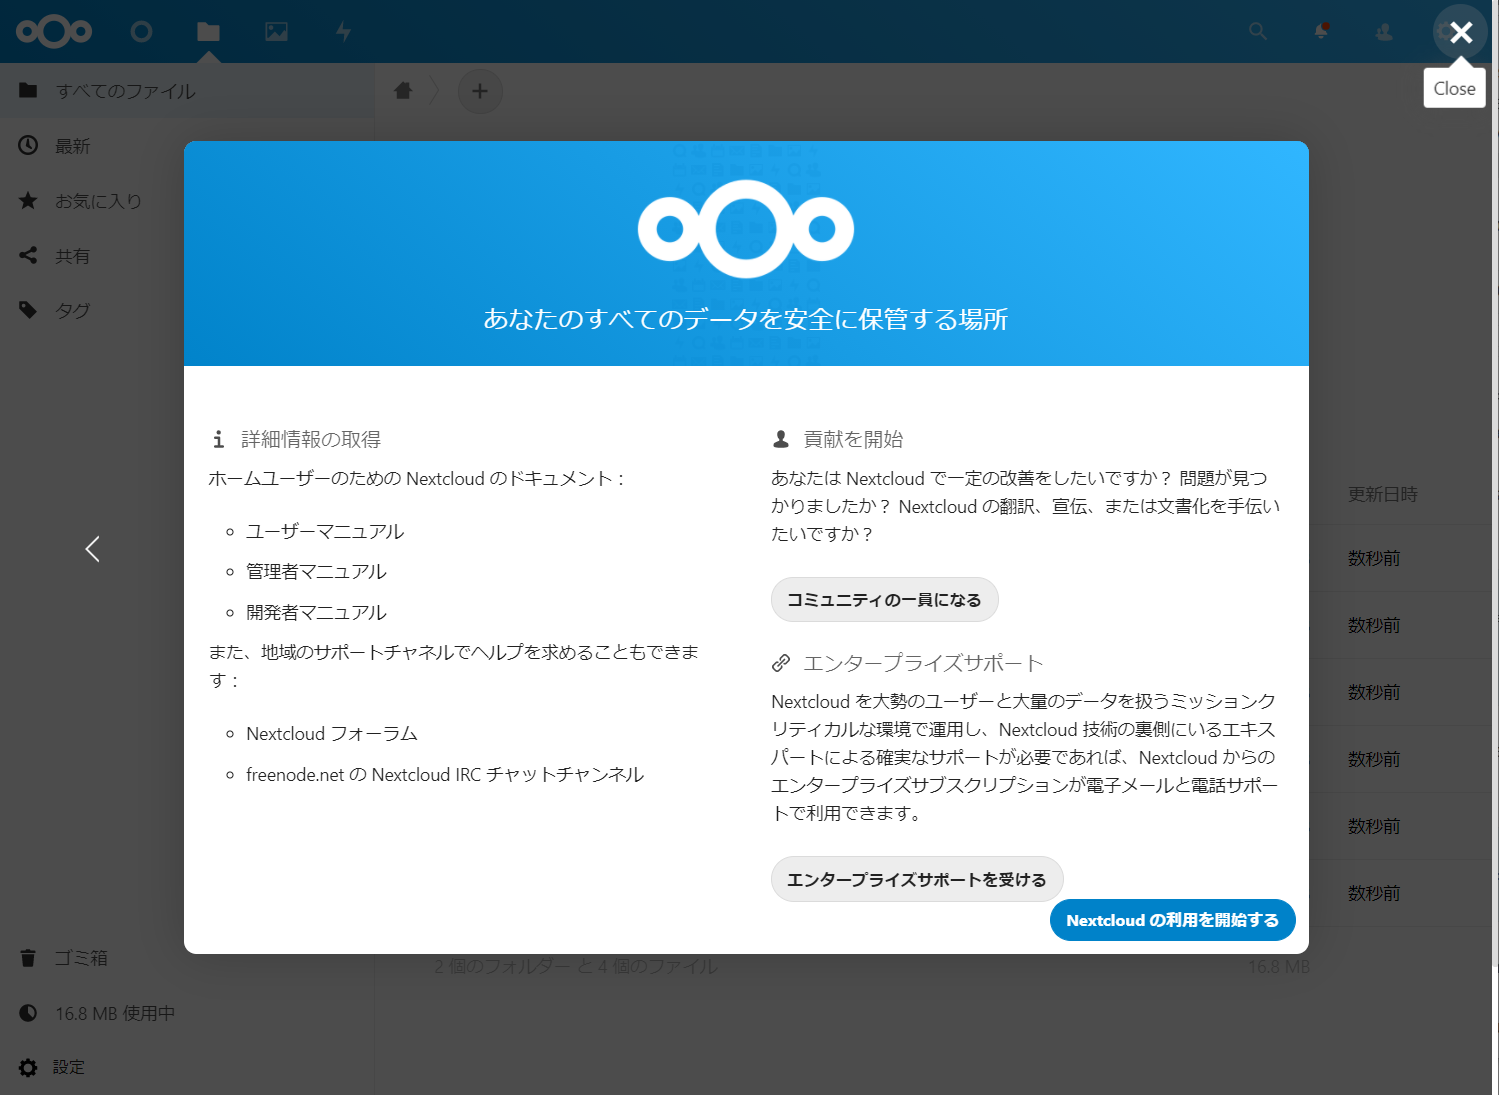 Close
すべてのファイル
最新
お気に入り
共有
タグ
あなたのすべてのデータを安全に保管する場所
詳細情報の取得
ホームユーザーのための Nextcloud のドキュメント：
ユーザーマニュアル
管理者マニュアル
開発者マニュアル
また、地域のサポートチャネルでヘルプを求めることもできま
す：
Nextcloud フォーラム
freenode.net の Nextcloud IRC チャットチャンネル
貢献を開始
あなたは Nextcloud で一定の改善をしたいですか？ 問題が見つ
かりましたか？ Nextcloud の翻訳、宣伝、または文書化を手伝い
たいですか？
コミュニティの一員になる
エンタープライズサポート
Nextcloud を大勢のユーザーと大量のデータを扱うミッションク
リティカルな環境で運用し、Nextcloud 技術の裏側にいるエキス
パートによる確実なサポートが必要であれば、Nextcloud からの
エンタープライズサブスクリプションが電子メールと電話サポー
トで利用できます。
エンタープライズサポートを受ける
Nextcloud の利用を開始する
更新日時
数秒前
数秒前
数秒前
数秒前
数秒前
数秒前
2 個のフォルダー と 4 個のファイル
16.8 MB
ゴミ箱
16.8 MB 使用中
設定